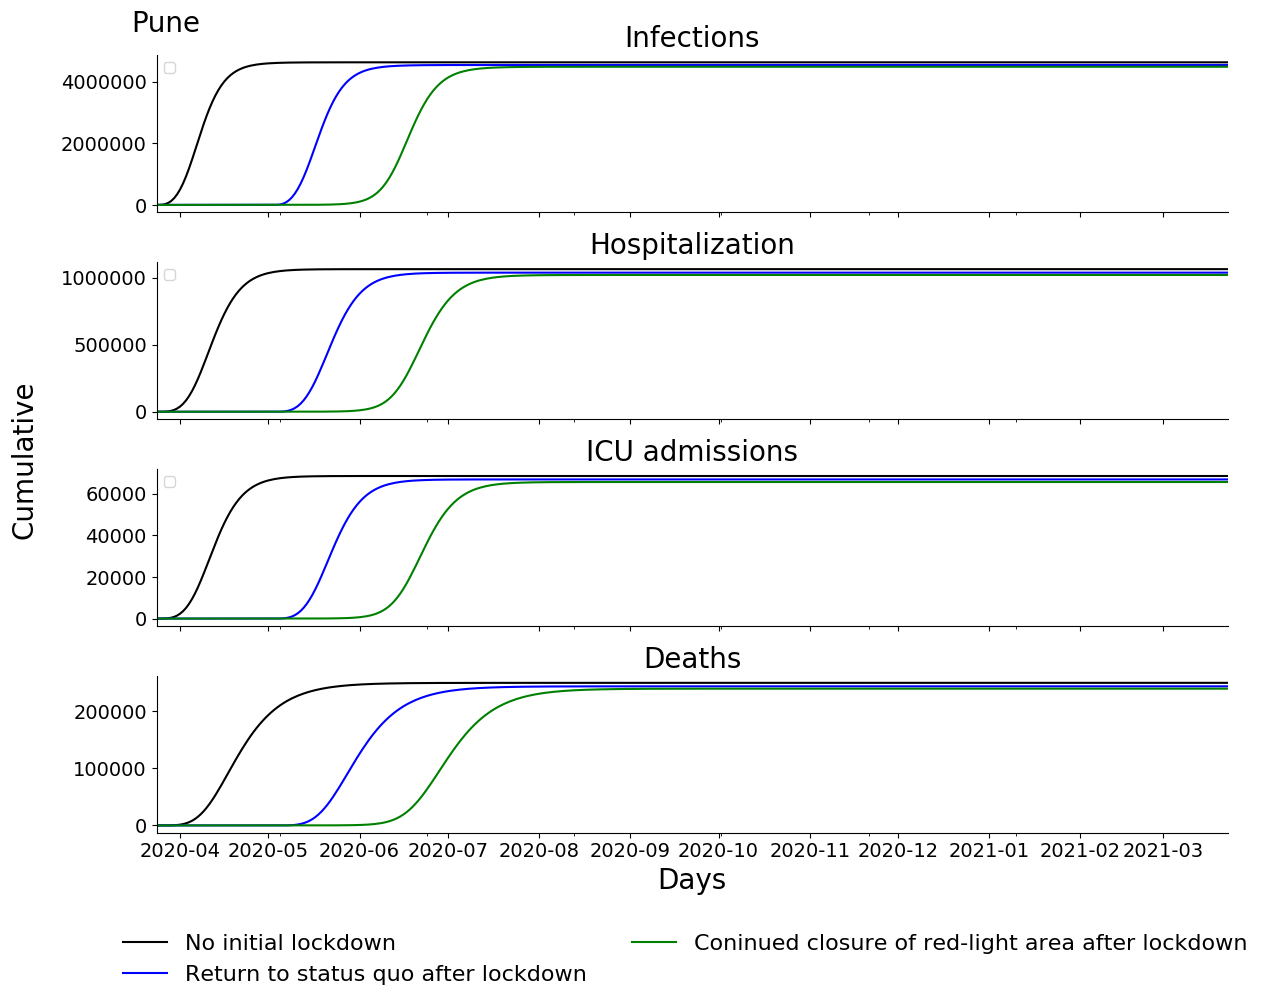 Pune
Infections
4000000
2000000
0
Hospitalization
1000000
500000
0
ICU admissions
60000
40000
20000
0
Deaths
200000
100000
0
Cumulative
2020-04 2020-05 2020-06 2020-07 2020-08 2020-09 2020-10 2020-11 2020-12 2021-01 2021-02 2021-03
Days
No initial lockdown
Return to status quo after lockdown
Coninued closure of red-light area after lockdown